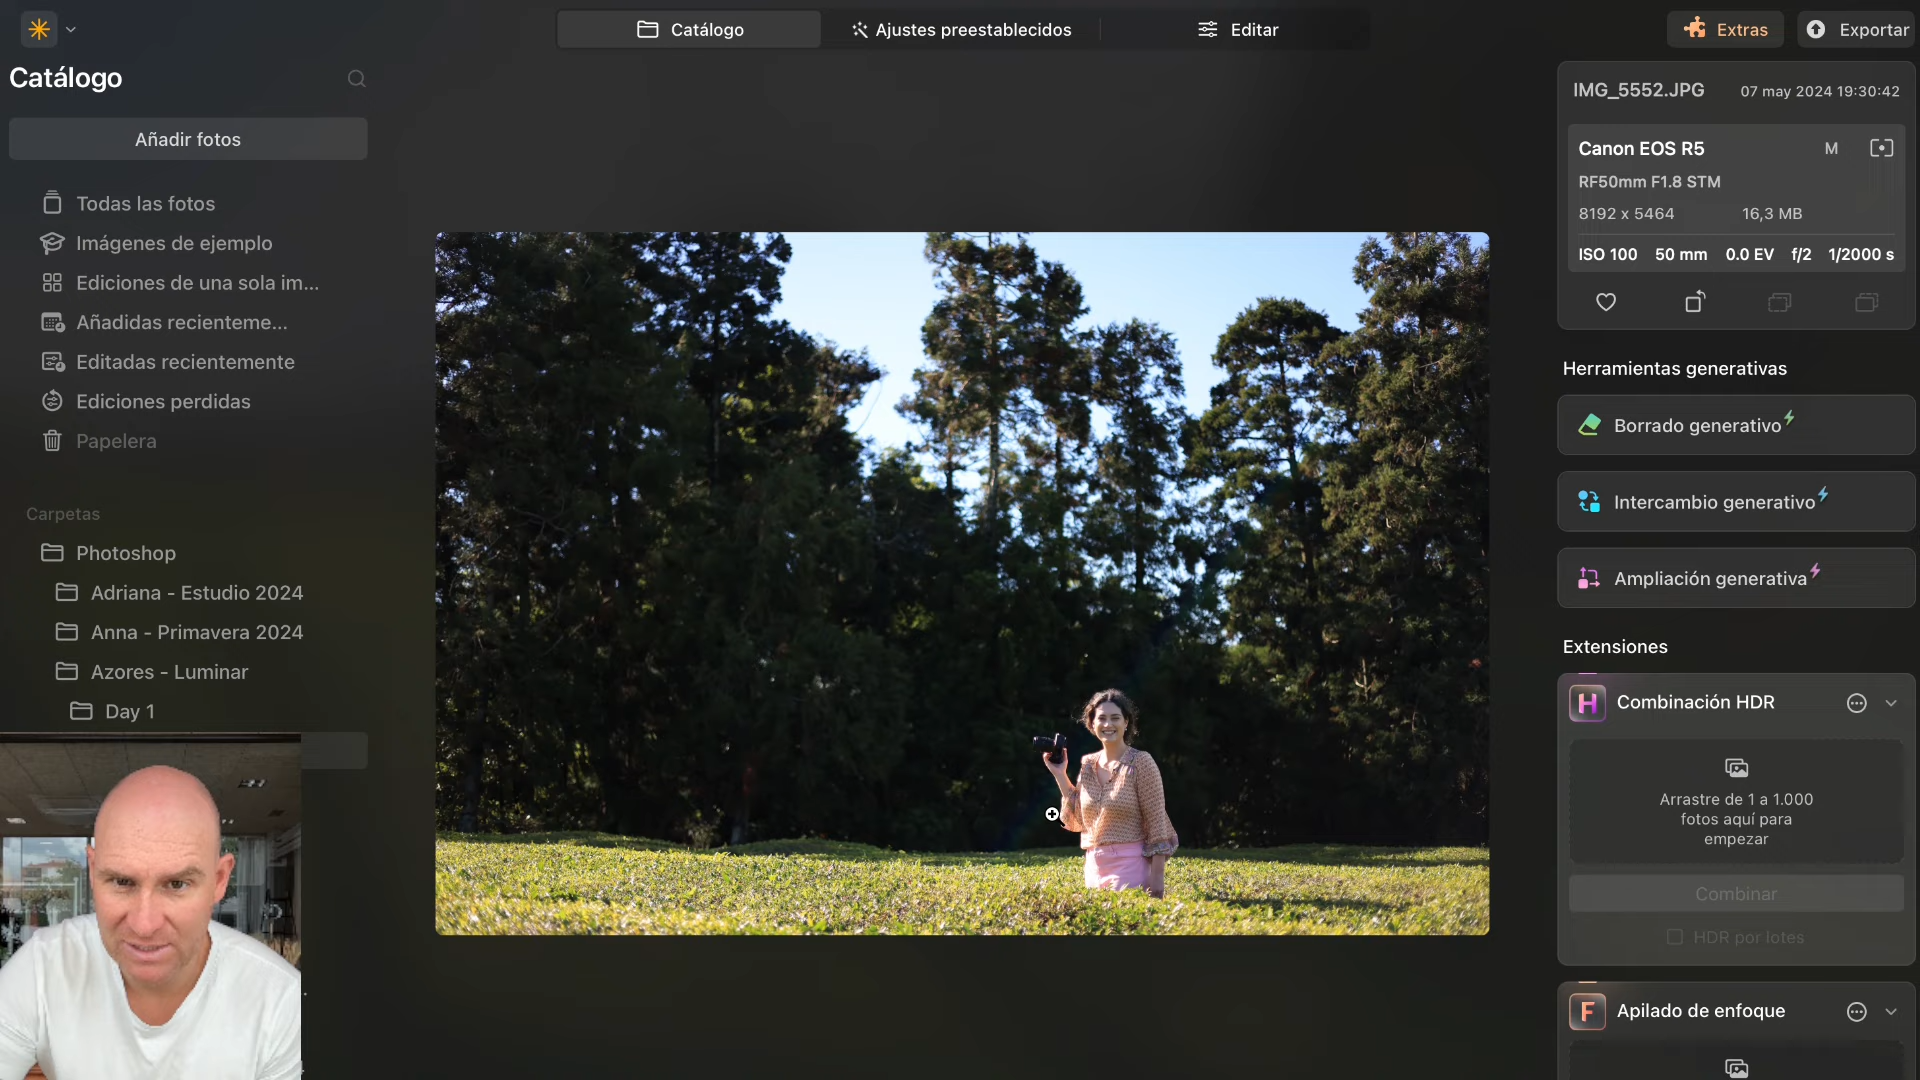 Catálogo
Ajustes preestablecidos
Editar
Extras
Exportar
Catálogo
Añadir fotos
Todas las fotos
Imágenes de ejemplo
Ediciones de una sola im...
Añadidas recienteme...
Editadas recientemente
Ediciones perdidas
Papelera
Carpetas
Photoshop
Adriana - Estudio 2024
Anna - Primavera 2024
Azores - Luminar
Day 1
IMG_5552.JPG 07 may 2024 19:30:42
Canon EOS R5 M
RF50mm F1.8 STM
8192 x 5464 16,3 MB
ISO 100 50 mm 0.0 EV f/2 1/2000 s
Herramientas generativas
Borrado generativo
Intercambio generativo
Ampliación generativa
Extensiones
H Combinación HDR
Arrastre de 1 a 1.000
fotos aquí para
empezar
Combinar
HDR por lotes
F Apilado de enfoque